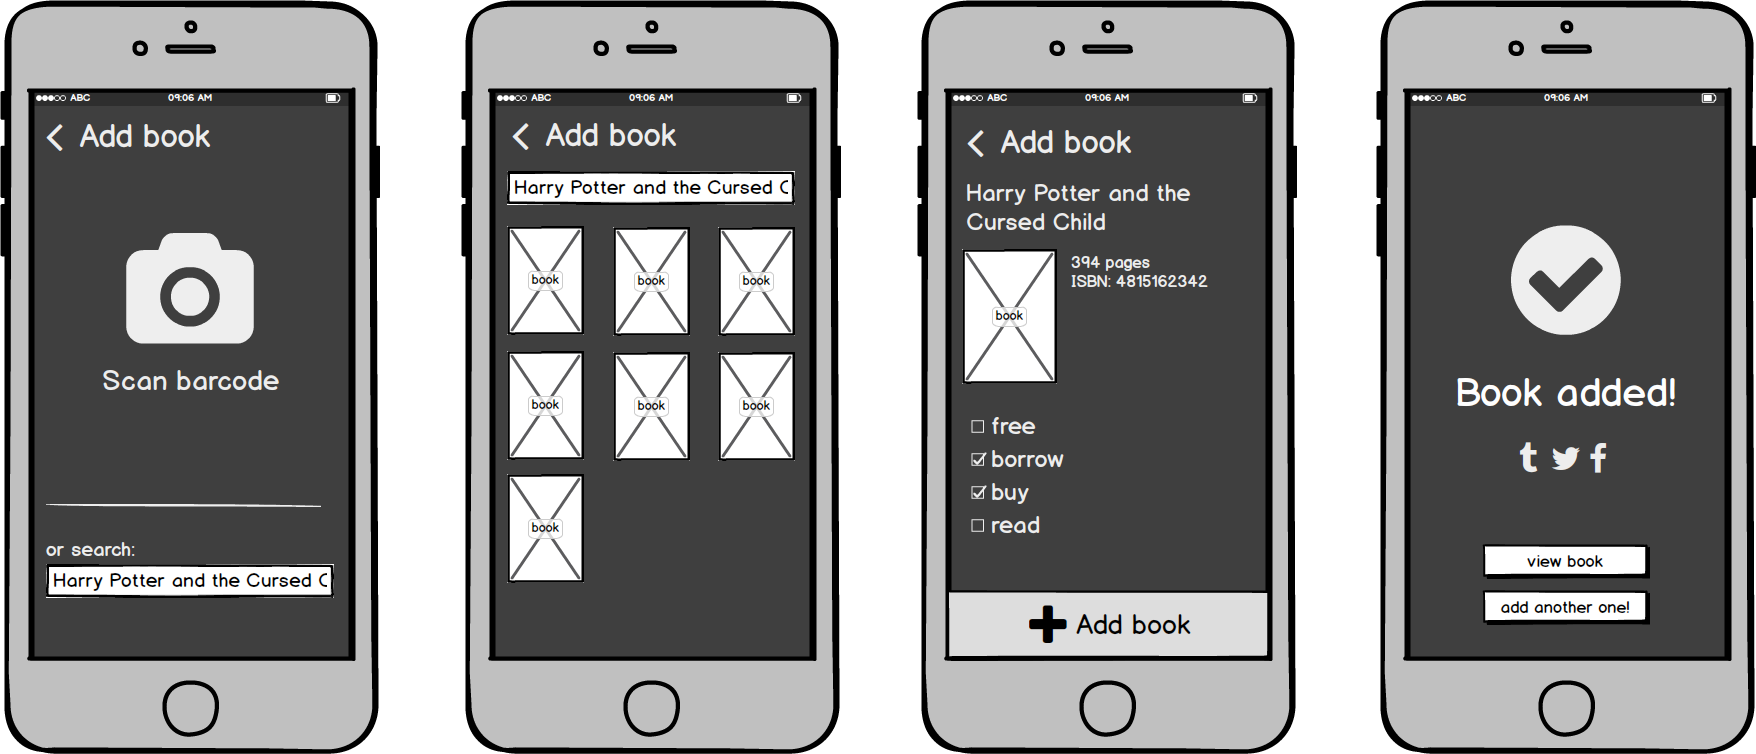 ABC 09:06 AM
Add book
Scan barcode
or search:
Harry Potter and the Cursed C
ABC 09:06 AM
Add book
Harry Potter and the Cursed C
book book book
book book book
book
ABC 09:06 AM
Add book
Harry Potter and the
Cursed Child
394 pages
ISBN: 4815162342
book
free
borrow
buy
read
Add book
ABC 09:06 AM
Book added!
view book
add another one!